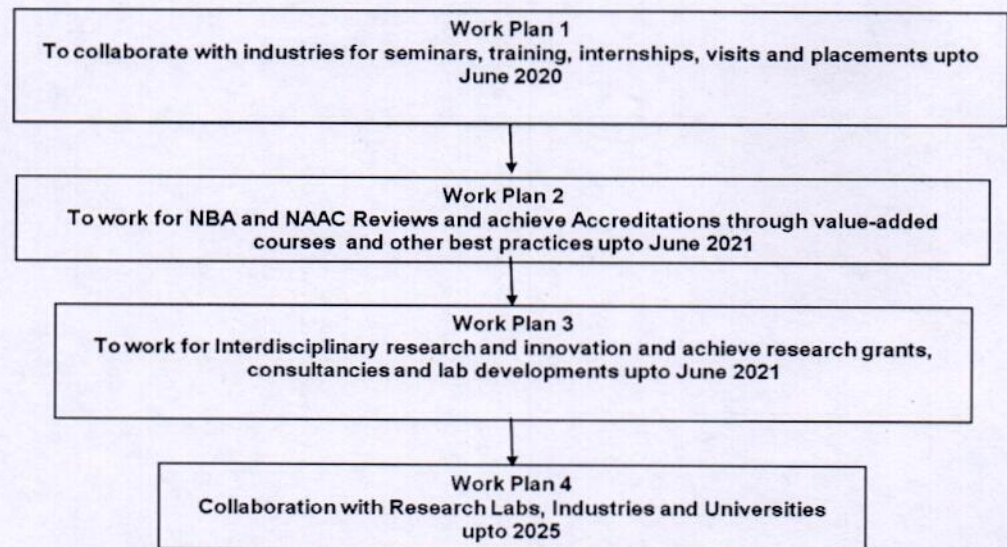 Work Plan 1
To collaborate with industries for seminars, training, internships, visits and placements upto
June 2020
Work Plan 2
To work for NBA and NAAC Reviews and achieve Accreditations through value-added
courses and other best practices upto June 2021
Work Plan 3
To work for Interdisciplinary research and innovation and achieve research grants,
consultancies and lab developments upto June 2021
Work Plan 4
Collaboration with Research Labs, Industries and Universities
upto 2025